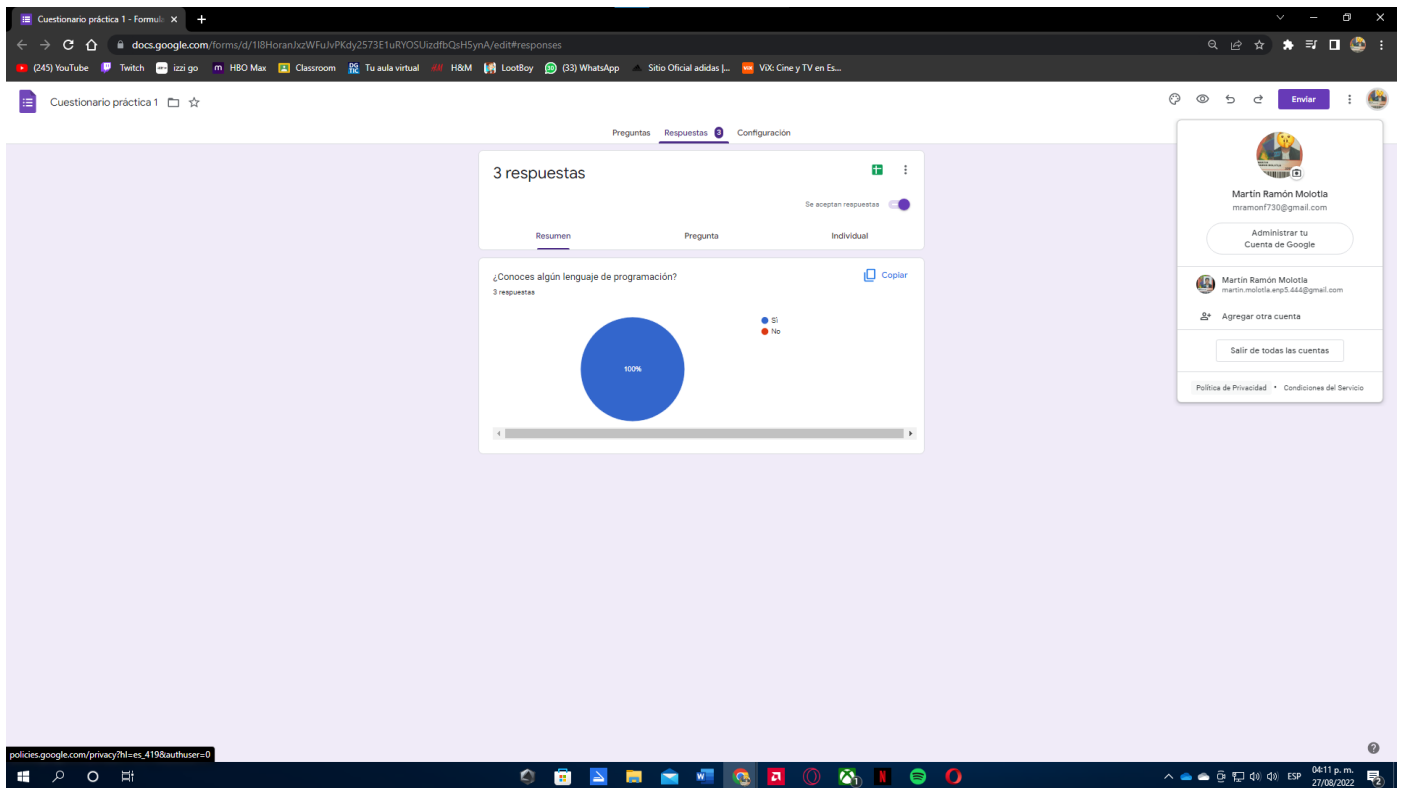 Cuestionario práctica 1 - Formula
docs.google.com/forms/d/1I8HoranJxzWFuJvPKdy2573E1uRYOSUizdfbQsH5ynA/edit#responses
(245) YouTube Twitch izzi go HBO Max Classroom Tu aula virtual H&M LootBoy (33) WhatsApp Sitio Oficial adidas |... ViX: Cine y TV en Es...
Cuestionario práctica 1
Enviar
Preguntas Respuestas 3 Configuración
3 respuestas
Se aceptan respuestas
Resumen Pregunta Individual
¿Conoces algún lenguaje de programación?
Copiar
3 respuestas
Sí
No
100%
Martín Ramón Molotla
mramonf730@gmail.com
Administrar tu
Cuenta de Google
Martín Ramón Molotla
martin.molotla.enp5.444@gmail.com
Agregar otra cuenta
Salir de todas las cuentas
Política de Privacidad • Condiciones del Servicio
policies.google.com/privacy?hl=es_419&authuser=0
ESP
04:11 p. m.
27/08/2022